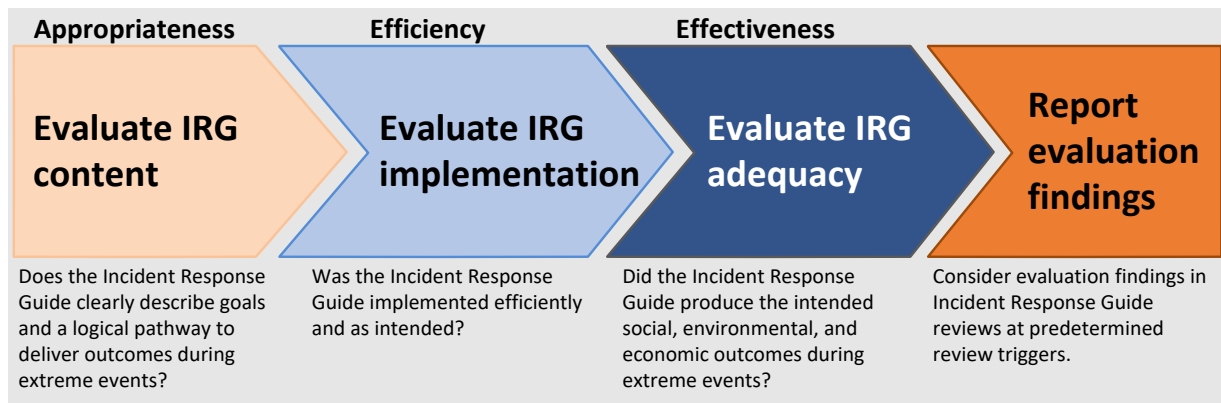 Appropriateness
Evaluate IRG
content
Does the Incident Response
Guide clearly describe goals
and a logical pathway to
deliver outcomes during
extreme events?
Efficiency
Evaluate IRG
implementation
Was the Incident Response
Guide implemented efficiently
and as intended?
Effectiveness
Evaluate IRG
adequacy
Did the Incident Response
Guide produce the intended
social, environmental, and
economic outcomes during
extreme events?
Report
evaluation
findings
Consider evaluation findings in
Incident Response Guide
reviews at predetermined
review triggers.